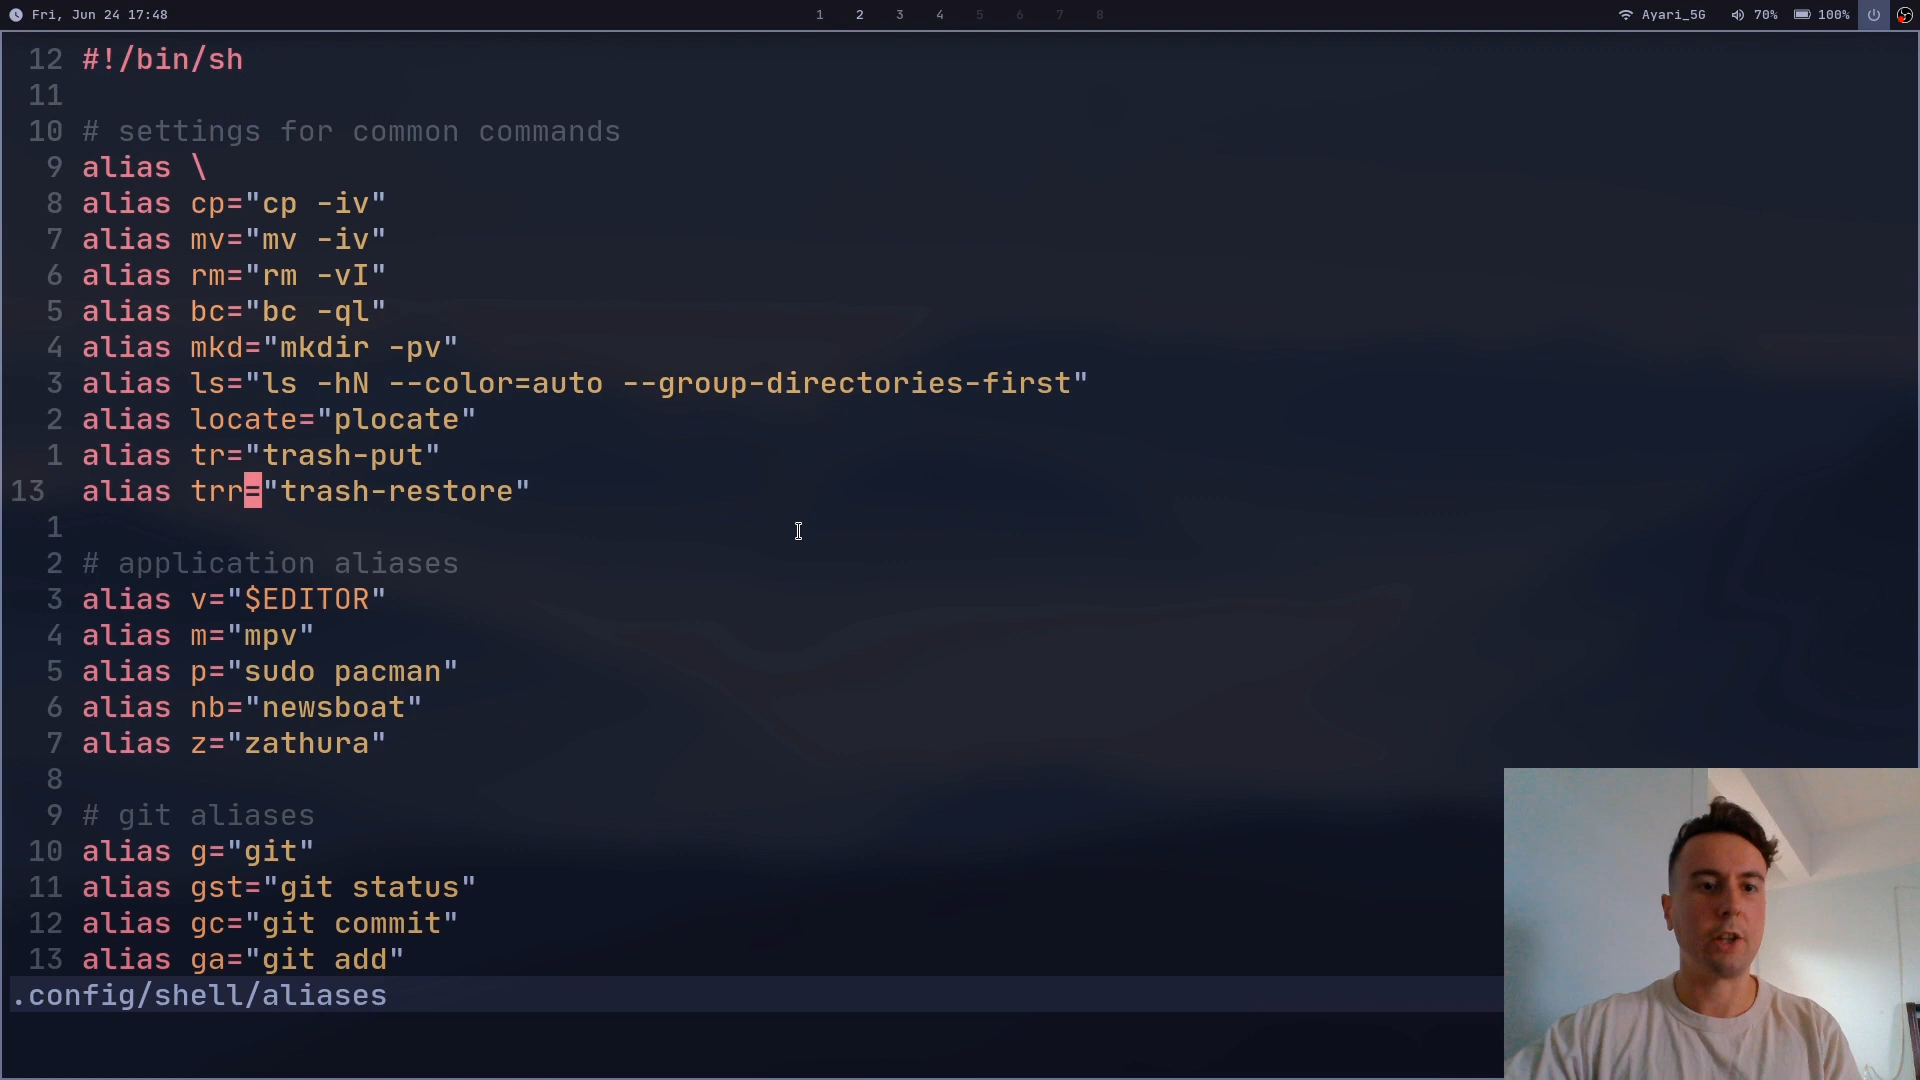 Fri, Jun 24 17:48 1 2 3 4 5 6 7 8 Ayari_5G 70% 100%
12 #!/bin/sh
11
10 # settings for common commands
9 alias \
8 alias cp="cp -iv"
7 alias mv="mv -iv"
6 alias rm="rm -vI"
5 alias bc="bc -ql"
4 alias mkd="mkdir -pv"
3 alias ls="ls -hN --color=auto --group-directories-first"
2 alias locate="plocate"
1 alias tr="trash-put"
13 alias trr="trash-restore"
1
2 # application aliases
3 alias v="$EDITOR"
4 alias m="mpv"
5 alias p="sudo pacman"
6 alias nb="newsboat"
7 alias z="zathura"
8
9 # git aliases
10 alias g="git"
11 alias gst="git status"
12 alias gc="git commit"
13 alias ga="git add"
.config/shell/aliases